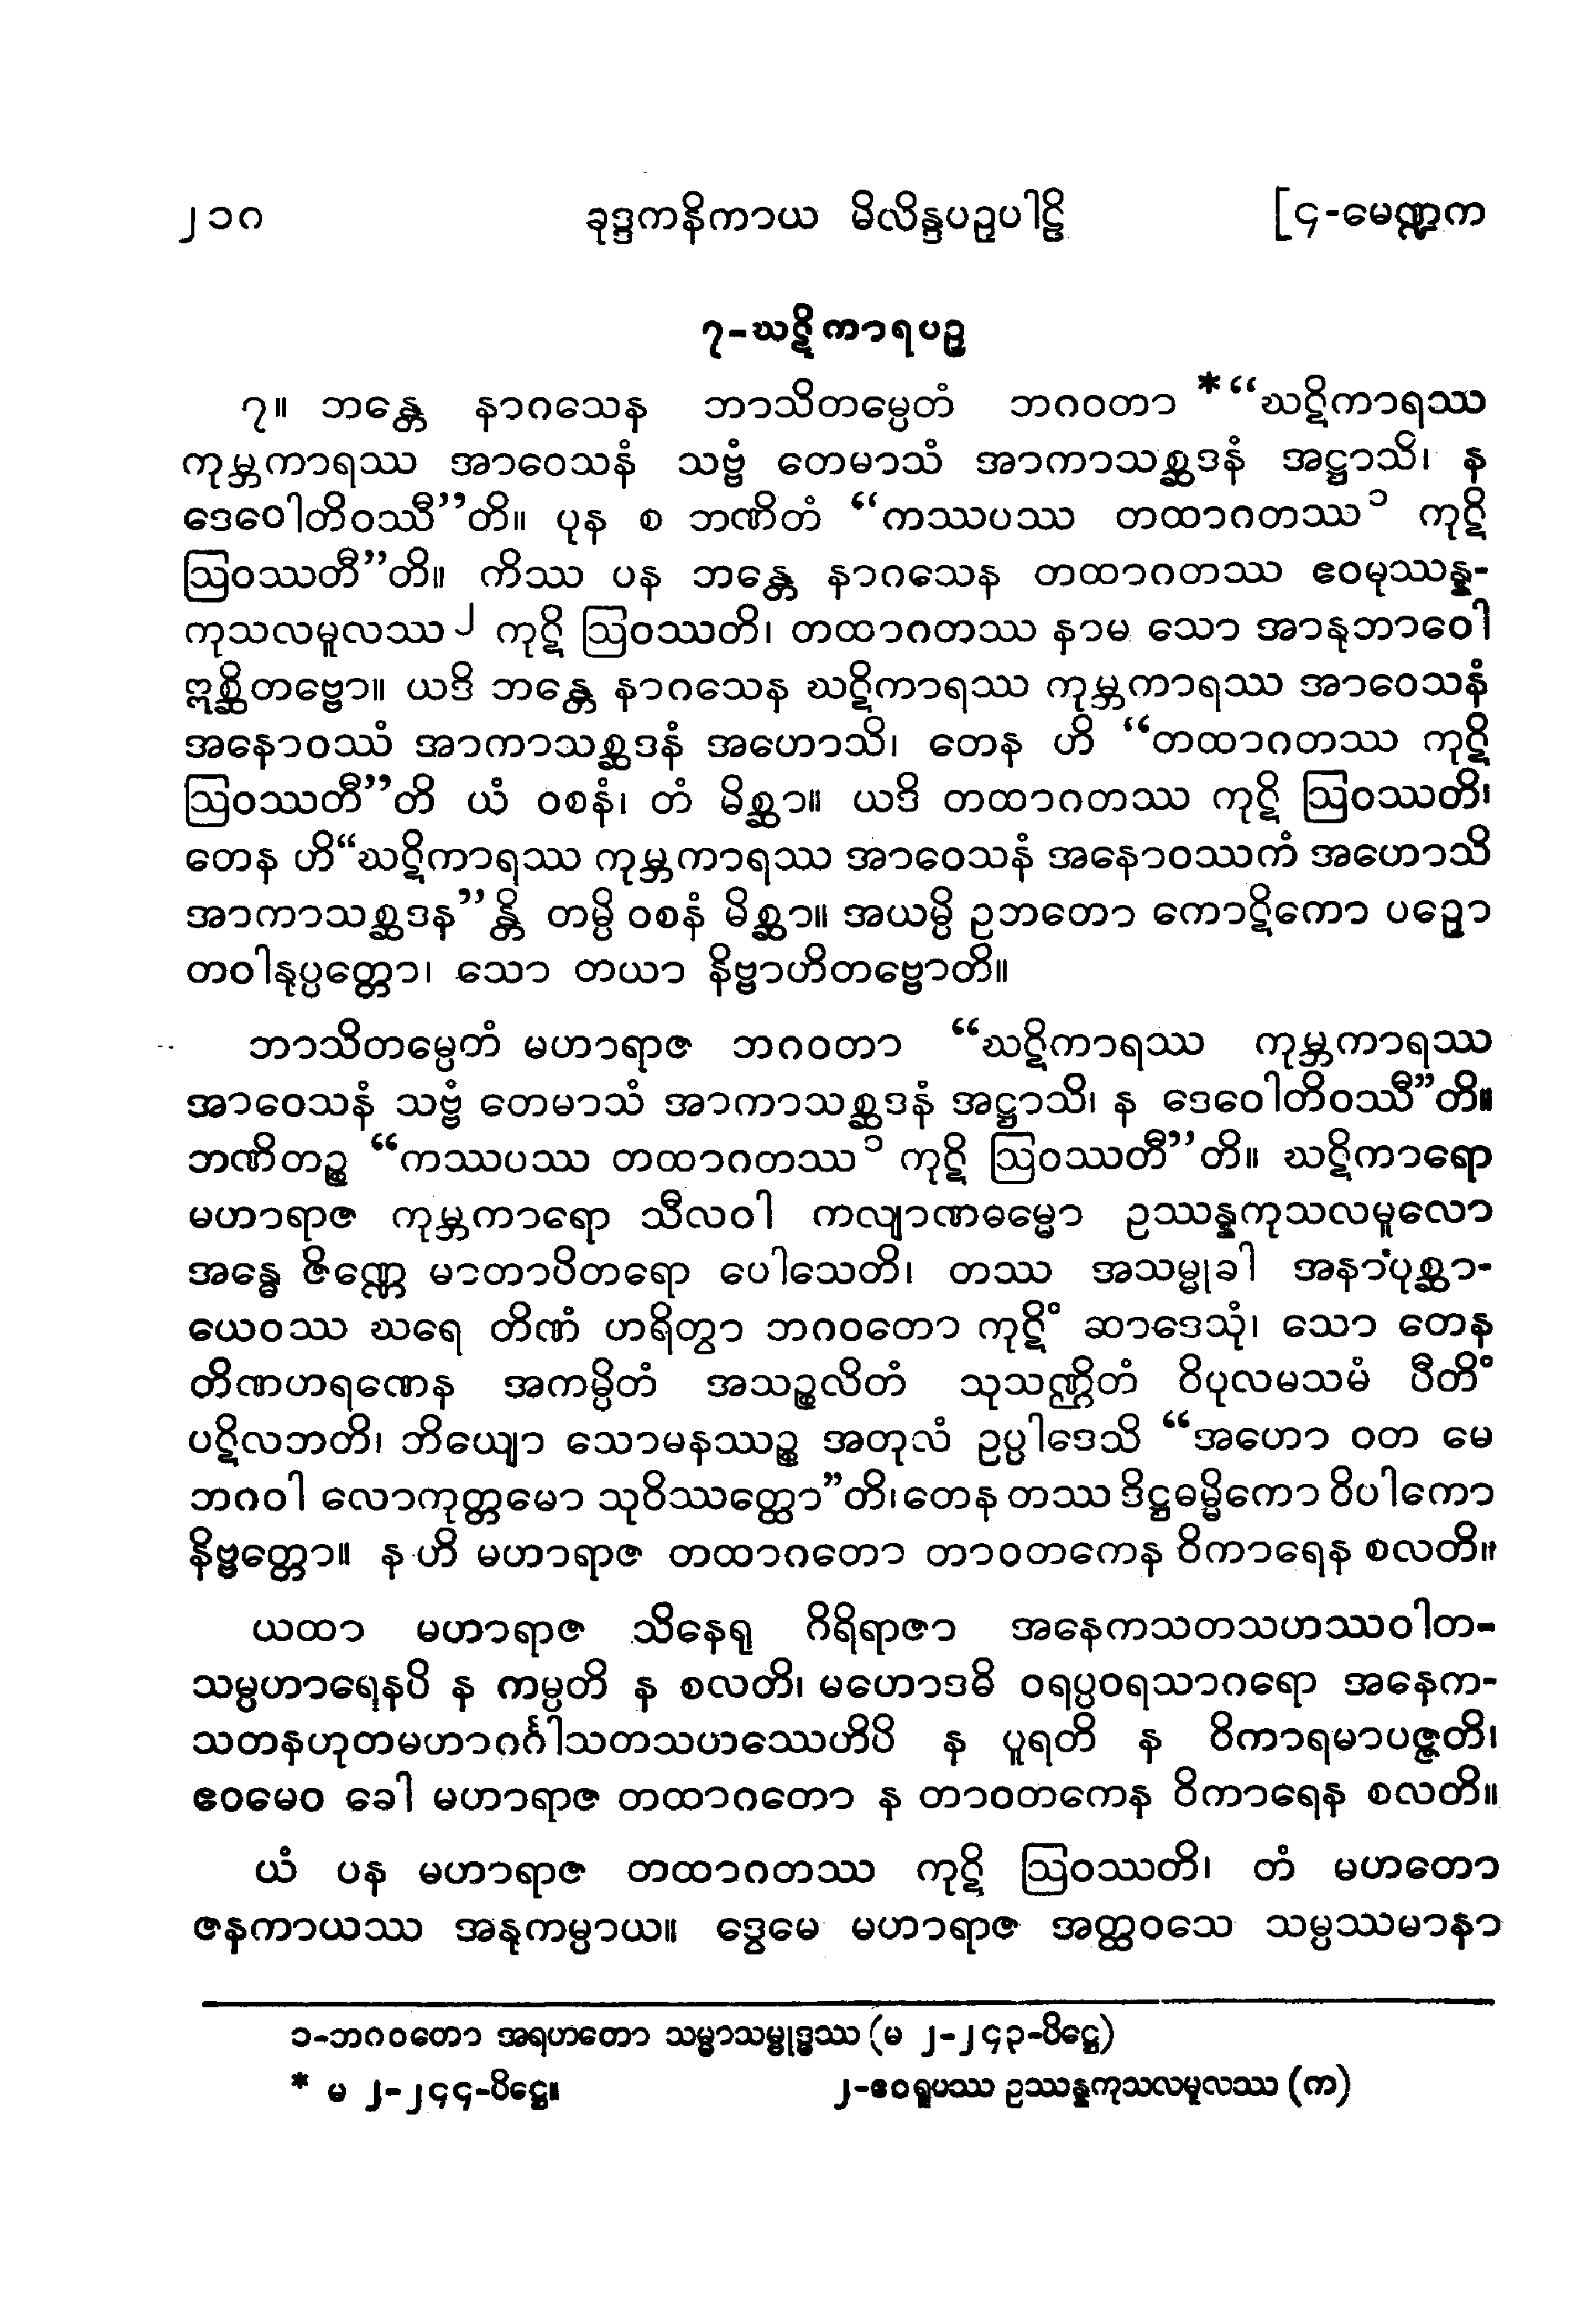 ၂၁၈ ခုဒ္ဒကနိကာယ မိလိန္ဒပဉှပါဠိ [၄-မေဏ္ဍက
၇-ဃဋိကာရပဉှ
၇။ ဘန္တေ နာဂသေန ဘာသိတမ္ပေတံ ဘဂဝတာ *“ဃဋိကာရဿ
ကုမ္ဘကာရဿ အာဝေသနံ သဗ္ဗံ တေမာသံ အာကာသစ္ဆဒနံ အဋ္ဌာသိ၊ န
ဒေဝေါတိဝဿီ”တိ။ ပုန စ ဘဏိတံ “ကဿပဿ တထာဂတဿ၁ ကုဋိ
ဩဝဿတီ”တိ။ ကိဿ ပန ဘန္တေ နာဂသေန တထာဂတဿ ဧဝမုဿန္န-
ကုသလမူလဿ၂ ကုဋိ ဩဝဿတိ၊ တထာဂတဿ နာမ သော အာနုဘာဝေါ
ဣစ္ဆိတဗ္ဗော။ ယဒိ ဘန္တေ နာဂသေန ဃဋိကာရဿ ကုမ္ဘကာရဿ အာဝေသနံ
အနောဝဿံ အာကာသစ္ဆဒနံ အဟောသိ၊ တေန ဟိ “တထာဂတဿ ကုဋိ
ဩဝဿတီ”တိ ယံ ဝစနံ၊ တံ မိစ္ဆာ။ ယဒိ တထာဂတဿ ကုဋိ ဩဝဿတိ၊
တေန ဟိ“ဃဋိကာရဿ ကုမ္ဘကာရဿ အာဝေသနံ အနောဝဿကံ အဟောသိ
အာကာသစ္ဆဒန”န္တိ တမ္ပိ ဝစနံ မိစ္ဆာ။ အယမ္ပိ ဥဘတော ကောဋိကော ပဉှော
တဝါနုပ္ပတ္တော၊ သော တယာ နိဗ္ဗာဟိတဗ္ဗောတိ။
ဘာသိတမ္ပေတံ မဟာရာဇ ဘဂဝတာ “ဃဋိကာရဿ ကုမ္ဘကာရဿ
အာဝေသနံ သဗ္ဗံ တေမာသံ အာကာသစ္ဆဒနံ အဋ္ဌာသိ၊ န ဒေဝေါတိဝဿီ”တိ။
ဘဏိတဉ္စ “ကဿပဿ တထာဂတဿ၁ ကုဋိ ဩဝဿတီ”တိ။ ဃဋိကာရော
မဟာရာဇ ကုမ္ဘကာရော သီလဝါ ကလျာဏဓမ္မော ဥဿန္နကုသလမူလော
အန္ဓေ ဇိဏ္ဏေ မာတာပိတရော ပေါသေတိ၊ တဿ အသမ္မုခါ အနာပုစ္ဆာ-
ယေဝဿ ဃရေ တိဏံ ဟရိတွာ ဘဂဝတော ကုဋိံ ဆာဒေသုံ၊ သော တေန
တိဏဟရဏေန အကမ္ပိတံ အသဉ္စလိတံ သုသဏ္ဌိတံ ဝိပုလမသမံ ပီတိံ
ပဋိလဘတိ၊ ဘိယျော သောမနဿဉ္စ အတုလံ ဥပ္ပါဒေသိ “အဟော ဝတ မေ
ဘဂဝါ လောကုတ္တမော သုဝိဿတ္ထော”တိ၊ တေန တဿ ဒိဋ္ဌဓမ္မိကော ဝိပါကော
နိဗ္ဗတ္တော။ န ဟိ မဟာရာဇ တထာဂတော တာဝတကေန ဝိကာရေန စလတိ။
ယထာ မဟာရာဇ သိနေရု ဂိရိရာဇာ အနေကသတသဟဿဝါတ-
သမ္ပဟာရေနပိ န ကမ္ပတိ န စလတိ၊ မဟောဒဓိ ဝရပ္ပဝရသာဂရော အနေက-
သတနဟုတမဟာဂင်္ဂါသတသဟဿေဟိပိ န ပူရတိ န ဝိကာရမာပဇ္ဇတိ၊
ဧဝမေဝ ခေါ မဟာရာဇ တထာဂတော န တာဝတကေန ဝိကာရေန စလတိ။
ယံ ပန မဟာရာဇ တထာဂတဿ ကုဋိ ဩဝဿတိ၊ တံ မဟတော
ဇနကာယဿ အနုကမ္ပာယ။ ဒွေမေ မဟာရာဇ အတ္ထဝသေ သမ္ပဿမာနာ
၁-ဘဂဝတော အရဟတော သမ္မာသမ္ဗုဒ္ဓဿ (မ ၂-၂၄၃-ပိဋ္ဌေ)
* မ ၂-၂၄၄-ပိဋ္ဌေ။ ၂-ဧဝရူပဿ ဥဿန္နကုသလမူလဿ (က)